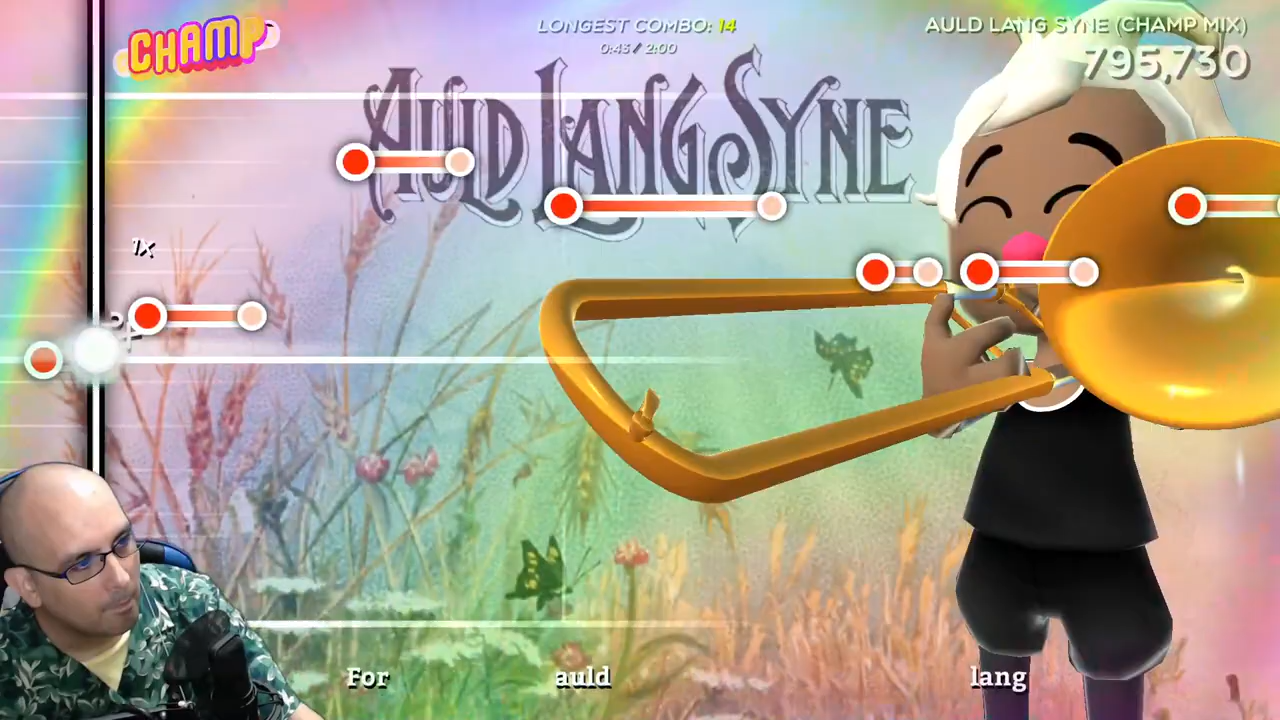 CHAMP
LONGEST COMBO: 14
0:45/ 2:00
AULD LANG SYNE (CHAMP MIX)
795,730
AULD LANG SYNE
1x
For auld lang